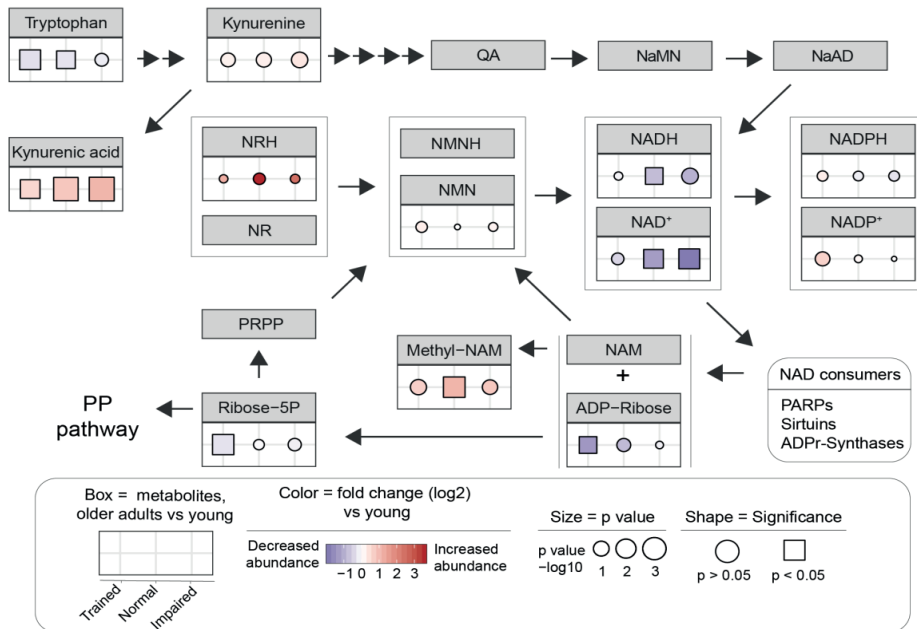 Tryptophan
Kynurenine
QA
NaMN
NaAD
Kynurenic acid
NRH
NR
NMNH
NMN
NADH
NAD⁺
NADPH
NADP⁺
PRPP
Methyl−NAM
NAM
+
ADP−Ribose
Ribose−5P
PP
pathway
NAD consumers
PARPs
Sirtuins
ADPr−Synthases
Box = metabolites,
older adults vs young
Trained
Normal
Impaired
Color = fold change (log2)
vs young
Decreased
abundance
−1 0 1 2 3
Increased
abundance
Size = p value
p value
−log10
1 2 3
Shape = Significance
p > 0.05
p < 0.05